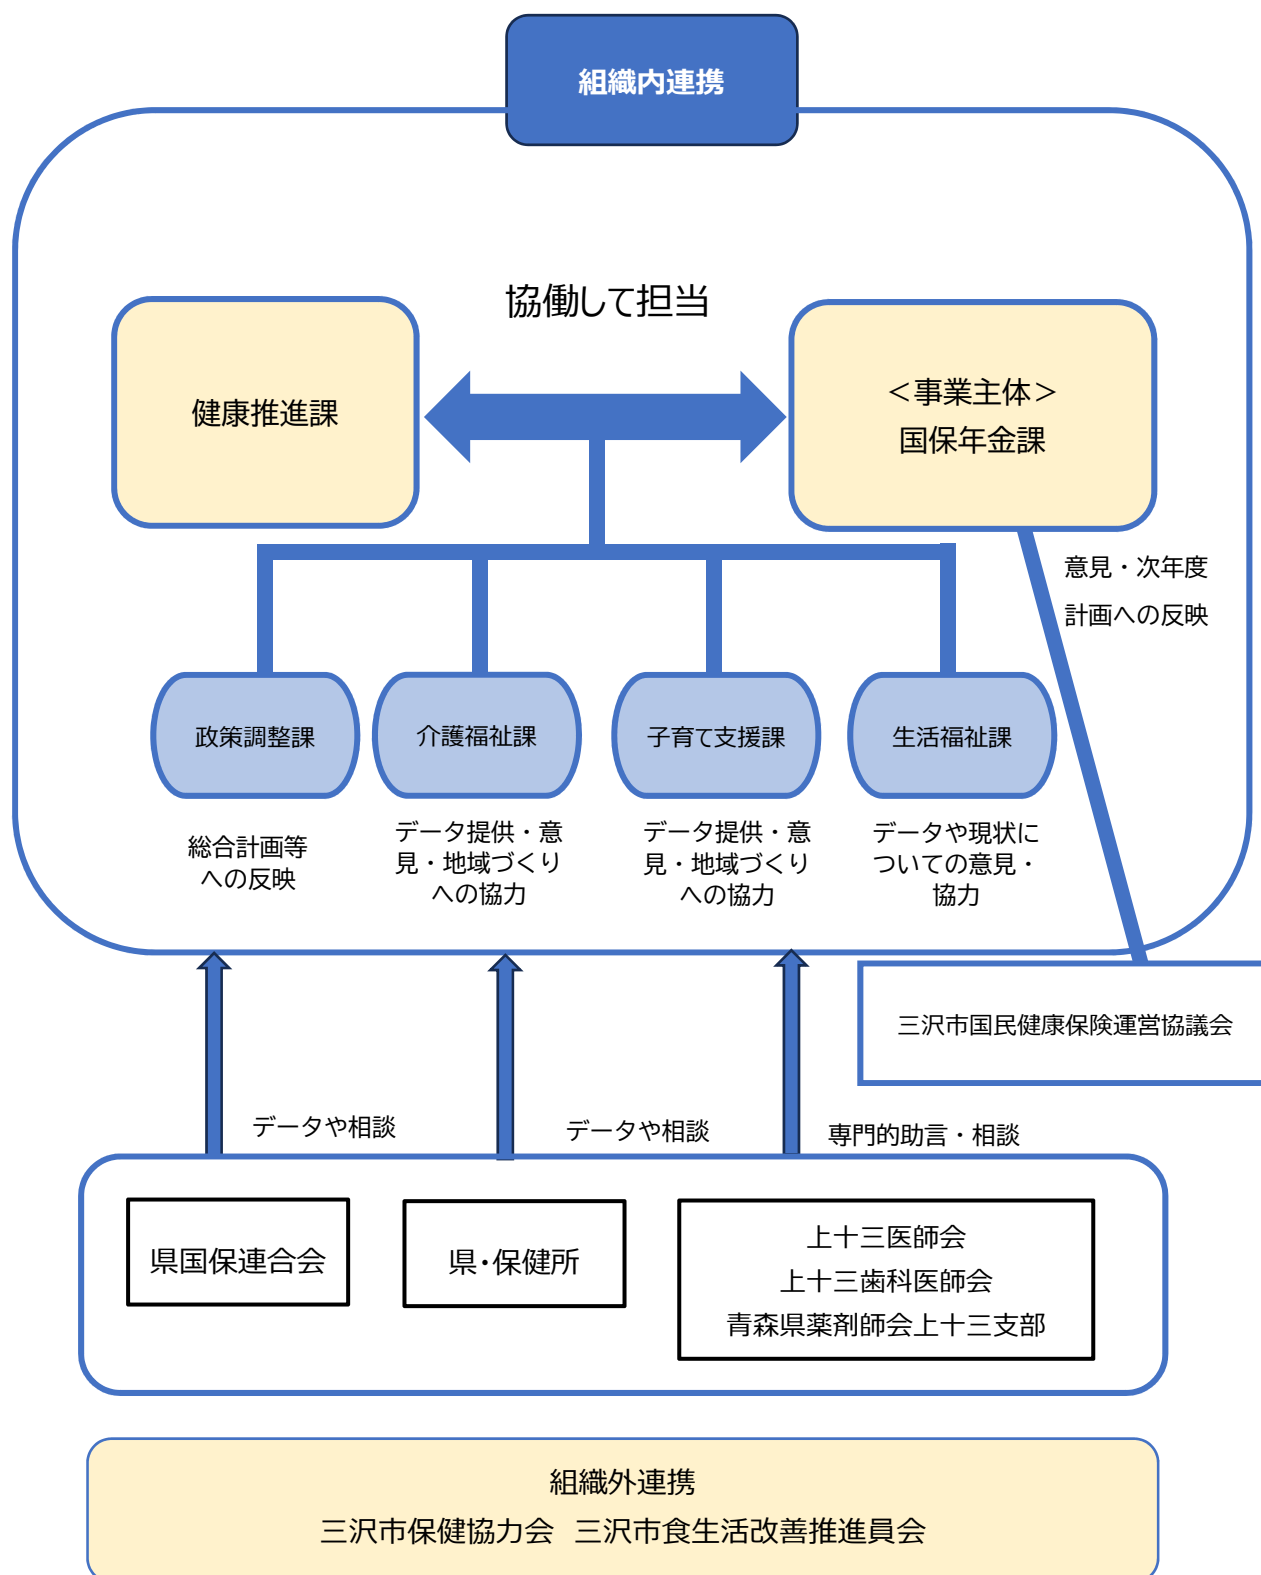 組織内連携
協働して担当
健康推進課
＜事業主体＞
国保年金課
意見・次年度
計画への反映
政策調整課
介護福祉課
子育て支援課
生活福祉課
総合計画等
への反映
データ提供・意
見・地域づくり
への協力
データ提供・意
見・地域づくり
への協力
データや現状に
ついての意見・
協力
三沢市国民健康保険運営協議会
データや相談
データや相談
専門的助言・相談
県国保連合会
県・保健所
上十三医師会
上十三歯科医師会
青森県薬剤師会上十三支部
組織外連携
三沢市保健協力会　三沢市食生活改善推進員会